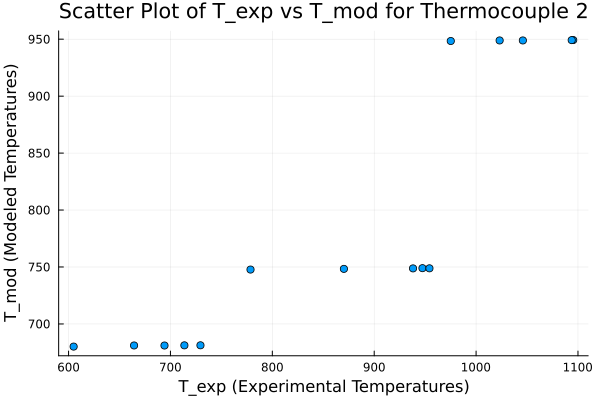 Scatter Plot of T_exp vs T_mod for Thermocouple 2
T_mod (Modeled Temperatures)
950
900
850
800
750
700
600 700 800 900 1000 1100
T_exp (Experimental Temperatures)